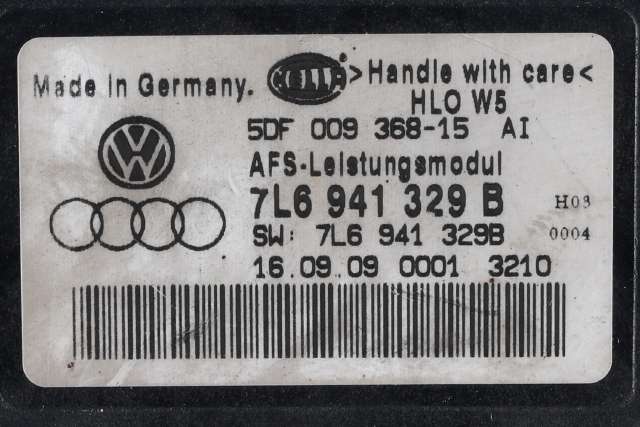 Made in Germany. HELLA ® >Handle with care<
HLO W5
5DF 009 368-15 AI
AFS-Leistungsmodul
7L6 941 329 B H03
SW: 7L6 941 329B 0004
16.09.09 0001 3210